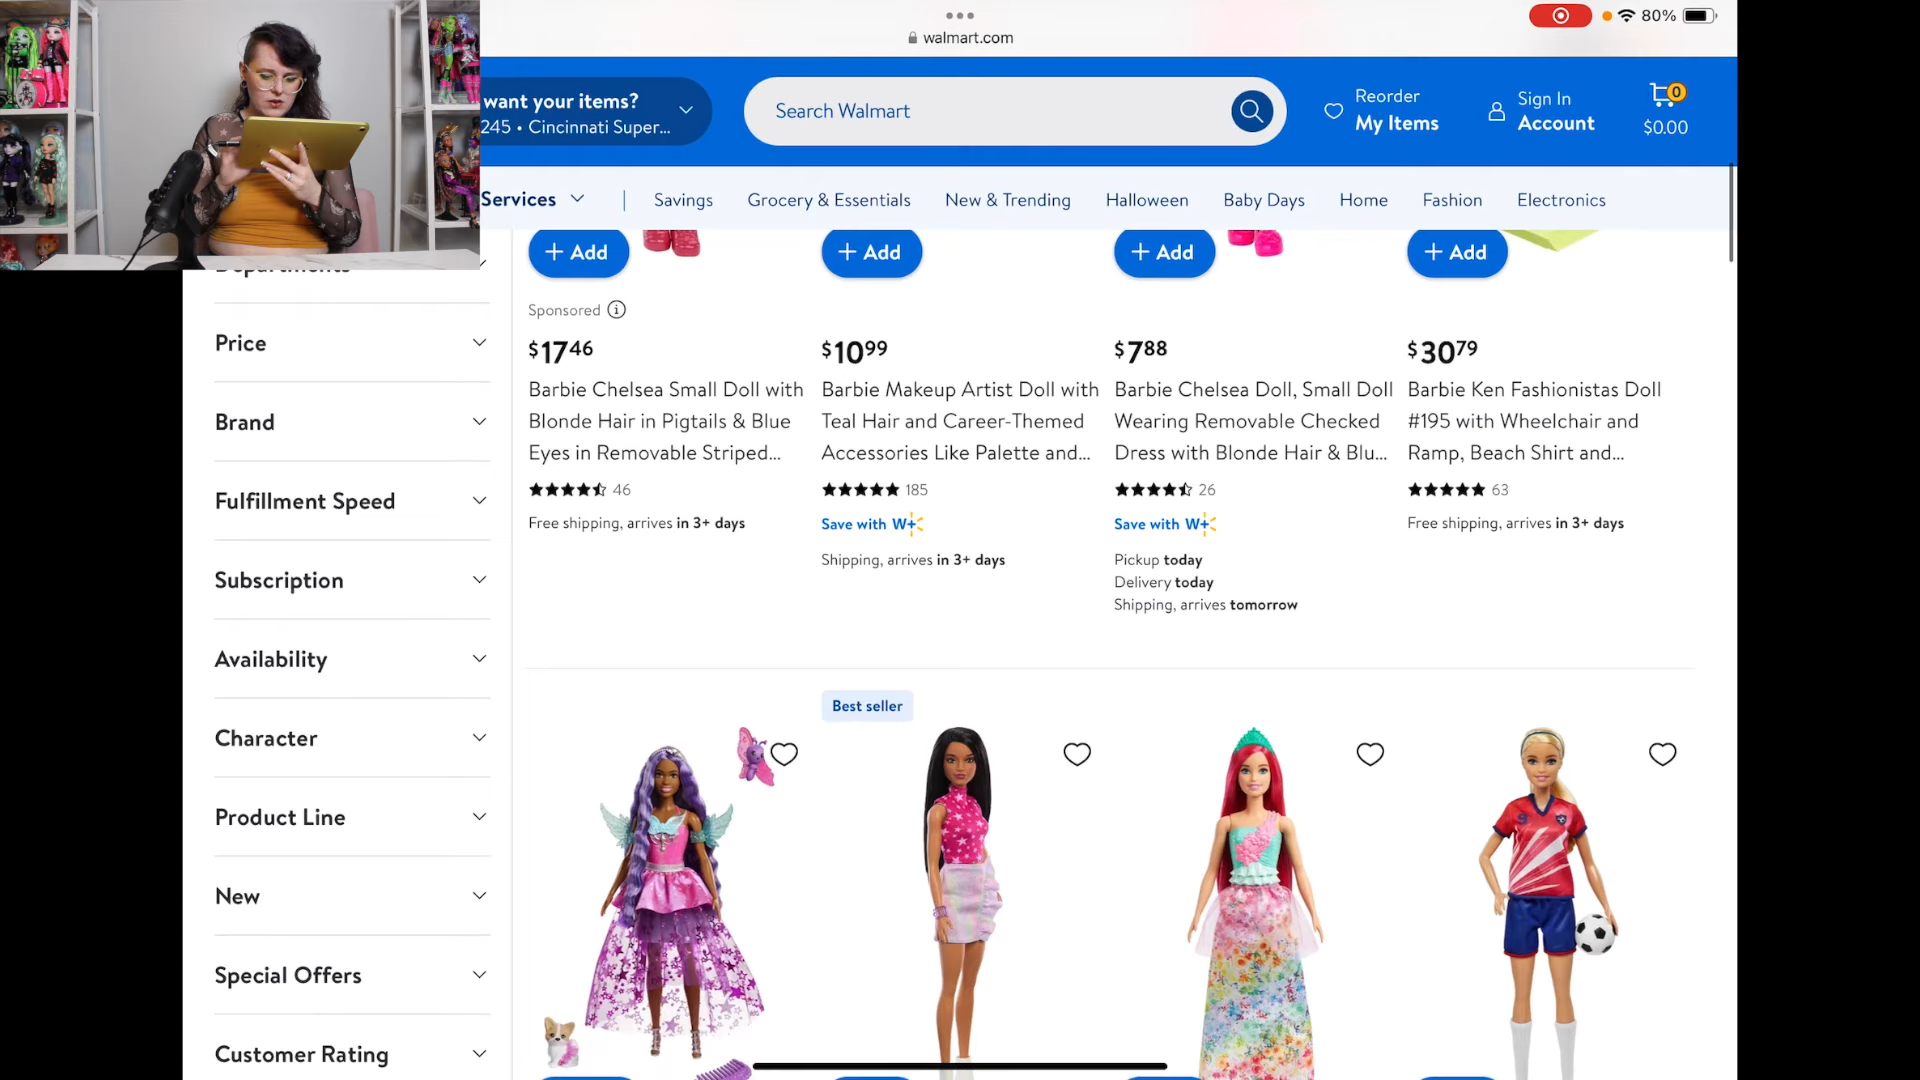 walmart.com
80%
want your items?
245 • Cincinnati Super...
Search Walmart
Reorder
My Items
Sign In
Account
0
$0.00
Services
Savings
Grocery & Essentials
New & Trending
Halloween
Baby Days
Home
Fashion
Electronics
Departments
Price
Brand
Fulfillment Speed
Subscription
Availability
Character
Product Line
New
Special Offers
Customer Rating
+ Add
Sponsored
$17 46
Barbie Chelsea Small Doll with
Blonde Hair in Pigtails & Blue
Eyes in Removable Striped...
46
Free shipping, arrives in 3+ days
+ Add
$10 99
Barbie Makeup Artist Doll with
Teal Hair and Career-Themed
Accessories Like Palette and...
185
Save with W+
Shipping, arrives in 3+ days
+ Add
$7 88
Barbie Chelsea Doll, Small Doll
Wearing Removable Checked
Dress with Blonde Hair & Blu...
26
Save with W+
Pickup today
Delivery today
Shipping, arrives tomorrow
+ Add
$30 79
Barbie Ken Fashionistas Doll
#195 with Wheelchair and
Ramp, Beach Shirt and...
63
Free shipping, arrives in 3+ days
Best seller
9